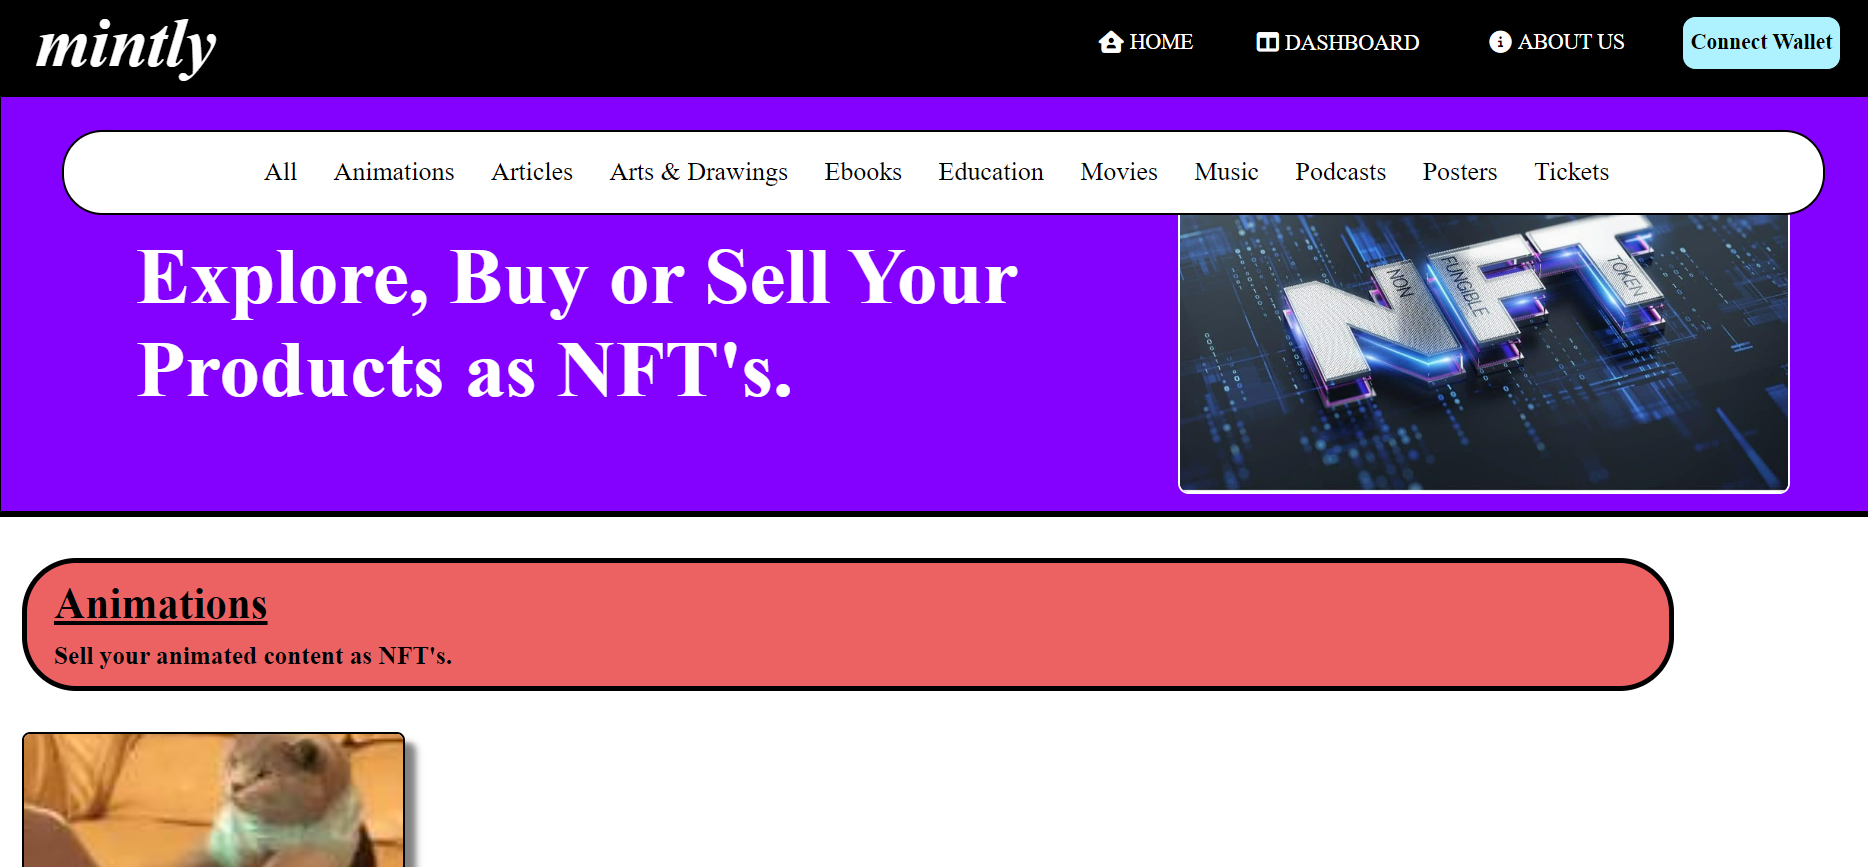 mintly
HOME
DASHBOARD
ABOUT US
Connect Wallet
All
Animations
Articles
Arts & Drawings
Ebooks
Education
Movies
Music
Podcasts
Posters
Tickets
Explore, Buy or Sell Your
Products as NFT's.
NFT
NON
FUNGIBLE
TOKEN
Animations
Sell your animated content as NFT's.